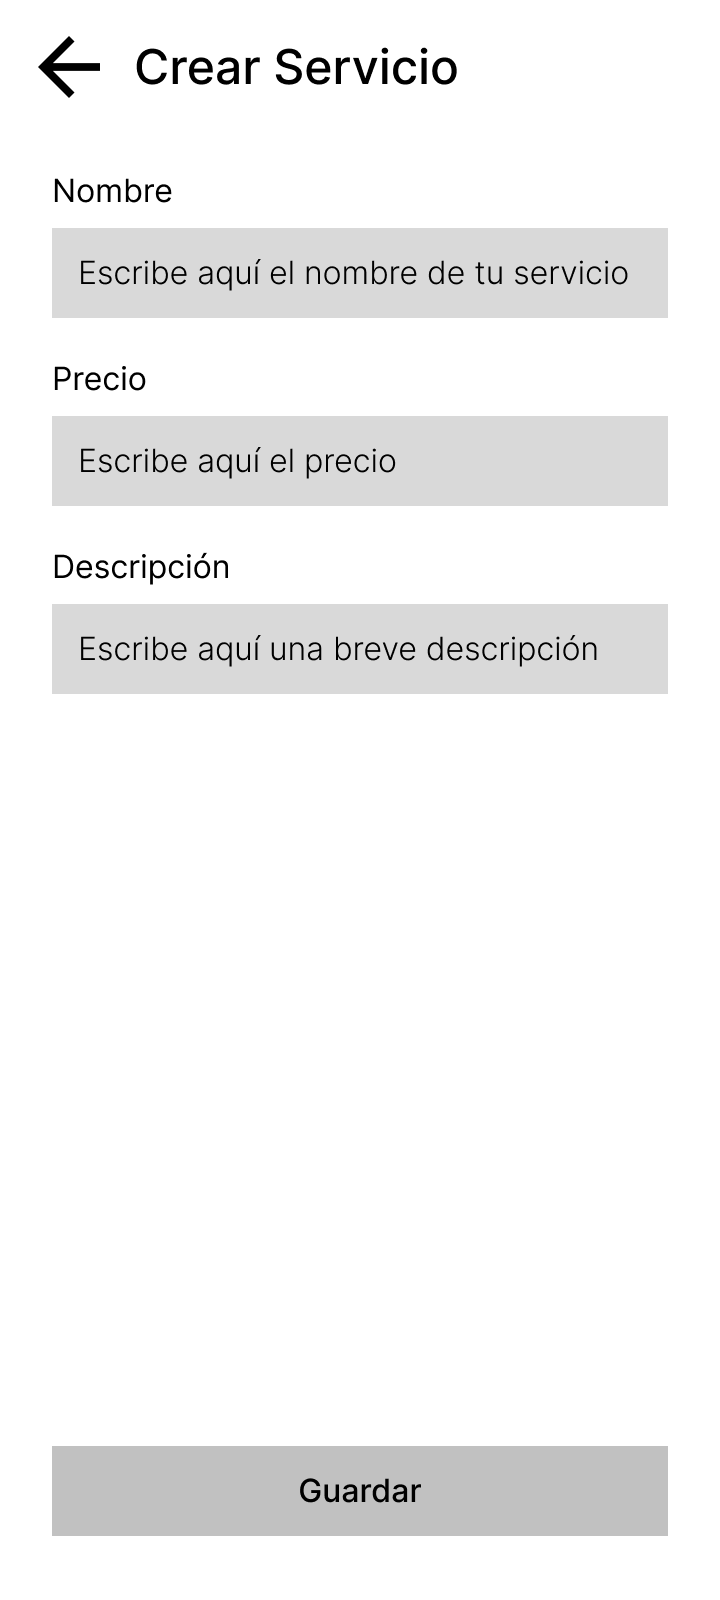 Crear Servicio
Nombre
Escribe aquí el nombre de tu servicio
Precio
Escribe aquí el precio
Descripción
Escribe aquí una breve descripción
Guardar